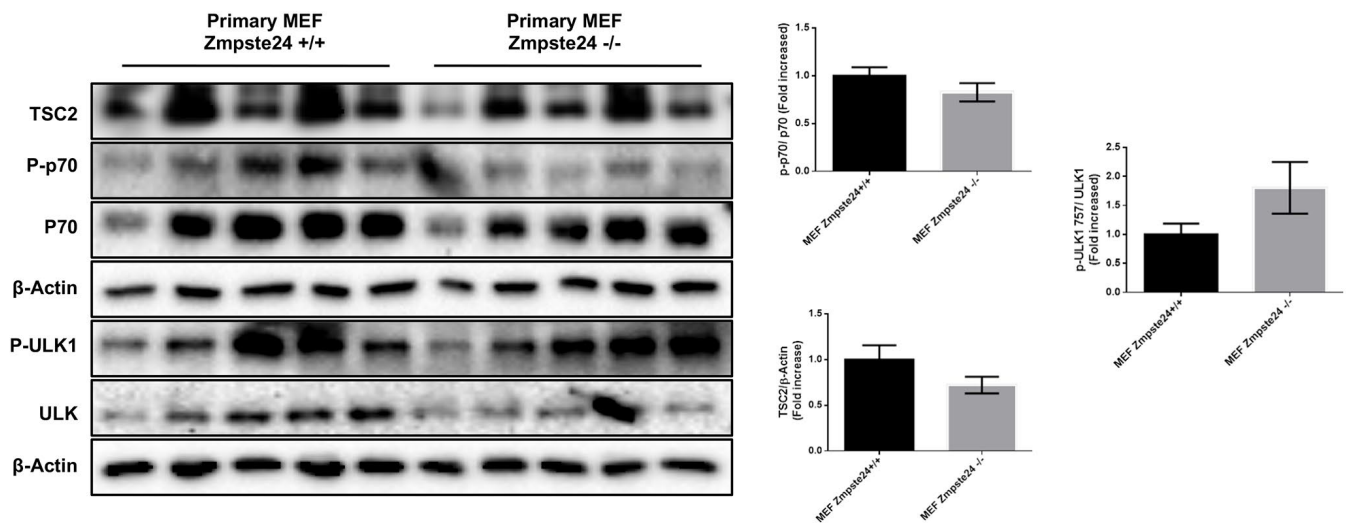 Primary MEF
Zmpste24 +/+
Primary MEF
Zmpste24 -/-
TSC2
P-p70
P70
β-Actin
P-ULK1
ULK
β-Actin
p-p70/ p70 (Fold increased)
1.5
1.0
0.5
0.0
MEF Zmpste24+/+
MEF Zmpste24 -/-
TSC2/β-Actin
(Fold increase)
1.5
1.0
0.5
0.0
MEF Zmpste24+/+
MEF Zmpste24 -/-
p-ULK1 757/ ULK1
(Fold increased)
2.5
2.0
1.5
1.0
0.5
0.0
MEF Zmpste24+/+
MEF Zmpste24 -/-